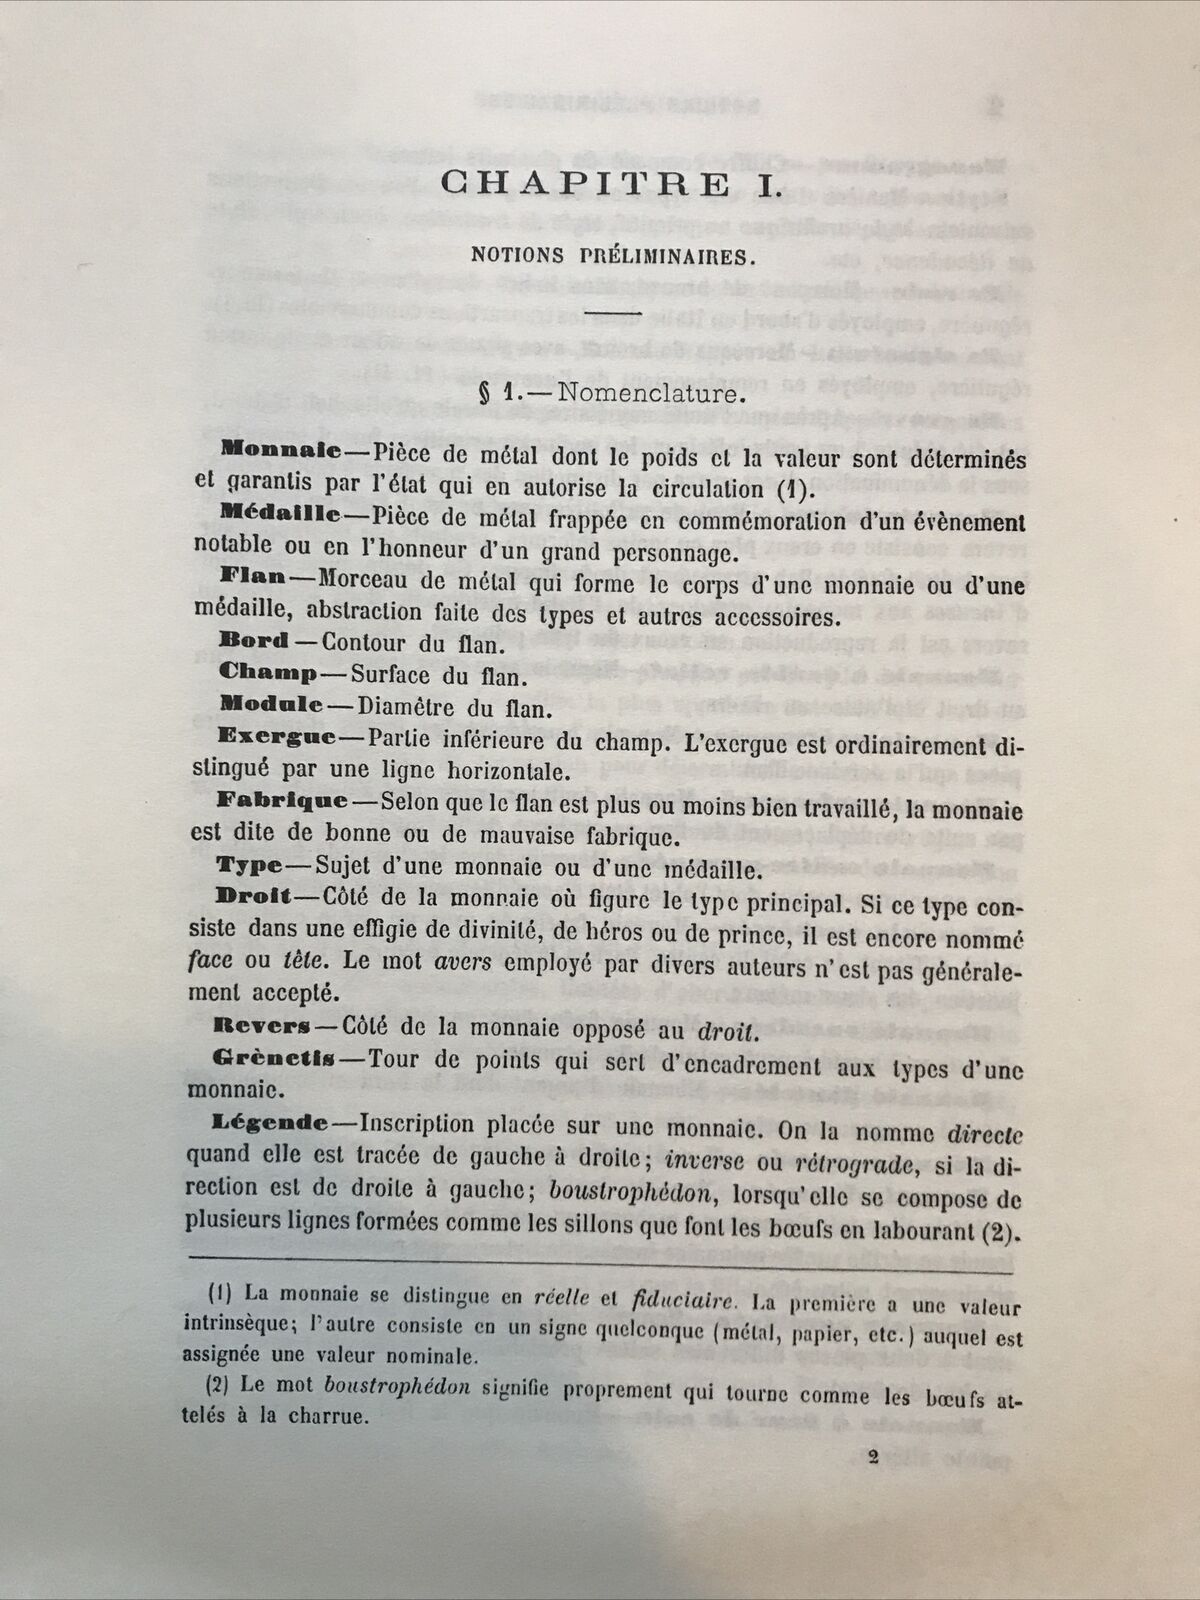 CHAPITRE I.
NOTIONS PRÉLIMINAIRES.
§ 1.—Nomenclature.
Monnaie—Pièce de métal dont le poids et la valeur sont déterminés
et garantis par l'état qui en autorise la circulation (1).
Médaille—Pièce de métal frappée en commémoration d'un évènement
notable ou en l'honneur d'un grand personnage.
Flan—Morceau de métal qui forme le corps d'une monnaie ou d'une
médaille, abstraction faite des types et autres accessoires.
Bord—Contour du flan.
Champ—Surface du flan.
Module—Diamêtre du flan.
Exergue—Partie inférieure du champ. L'exergue est ordinairement di-
stingué par une ligne horizontale.
Fabrique—Selon que le flan est plus ou moins bien travaillé, la monnaie
est dite de bonne ou de mauvaise fabrique.
Type—Sujet d'une monnaie ou d'une médaille.
Droit—Côté de la monnaie où figure le type principal. Si ce type con-
siste dans une effigie de divinité, de héros ou de prince, il est encore nommé
face ou tête. Le mot avers employé par divers auteurs n'est pas générale-
ment accepté.
Revers—Côté de la monnaie opposé au droit.
Grènetis—Tour de points qui sert d'encadrement aux types d'une
monnaie.
Légende—Inscription placée sur une monnaie. On la nomme directe
quand elle est tracée de gauche à droite; inverse ou rétrograde, si la di-
rection est de droite à gauche; boustrophédon, lorsqu'elle se compose de
plusieurs lignes formées comme les sillons que font les bœufs en labourant (2).
(1) La monnaie se distingue en réelle et fiduciaire. La première a une valeur
intrinsèque; l'autre consiste en un signe quelconque (métal, papier, etc.) auquel est
assignée une valeur nominale.
(2) Le mot boustrophédon signifie proprement qui tourne comme les bœufs at-
telés à la charrue.
2